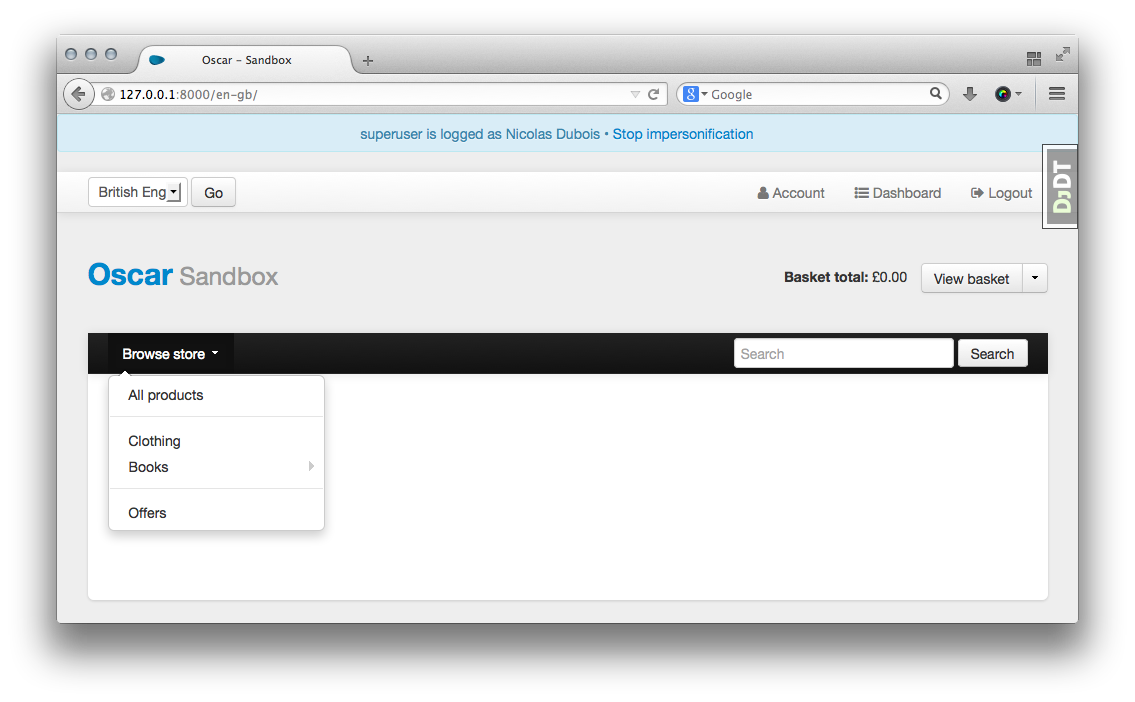 Oscar – Sandbox
127.0.0.1:8000/en-gb/
Google
superuser is logged as Nicolas Dubois • Stop impersonification
British Eng
Go
Account
Dashboard
Logout
DjDT
Oscar Sandbox
Basket total: £0.00
View basket
Browse store
Search
Search
All products
Clothing
Books
Offers